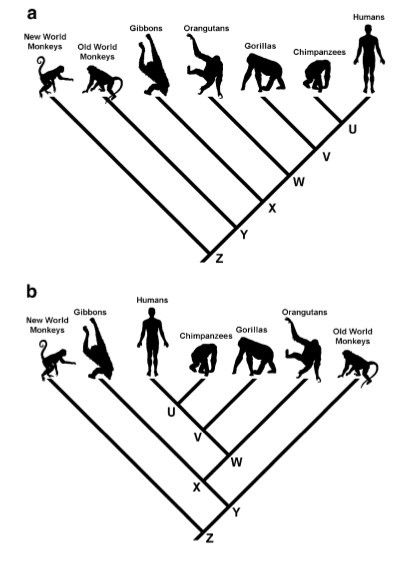 a
New World
Monkeys
Old World
Monkeys
Gibbons
Orangutans
Gorillas
Chimpanzees
Humans
U
V
W
X
Y
Z
b
New World
Monkeys
Gibbons
Humans
Chimpanzees
Gorillas
Orangutans
Old World
Monkeys
U
V
W
X
Y
Z